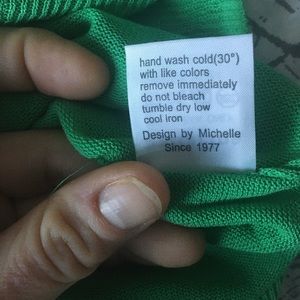 hand wash cold(30°)
with like colors
remove immediately
do not bleach
tumble dry low
cool iron
Design by Michelle
Since 1977